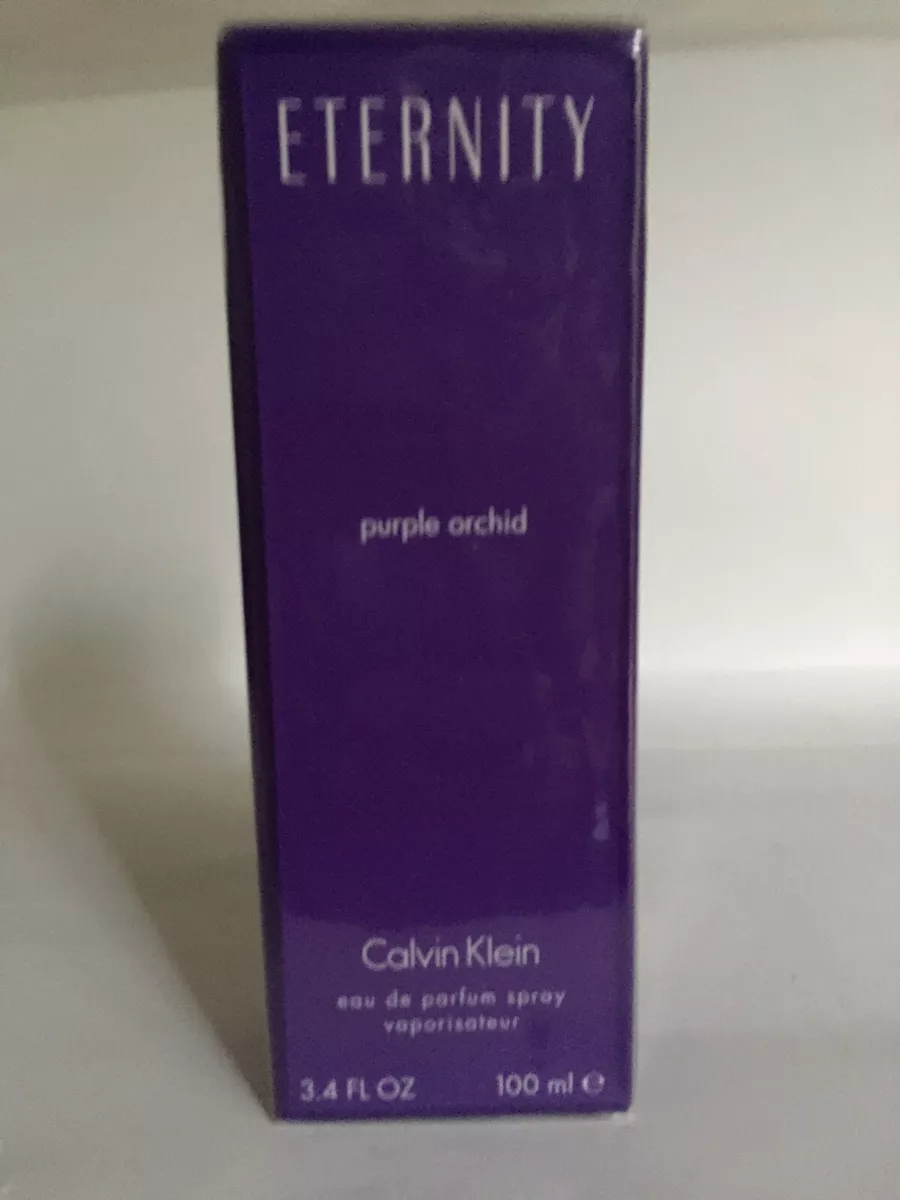 ETERNITY
purple orchid
Calvin Klein
eau de parfum spray
vaporisateur
3.4 FL OZ 100 ml ℮